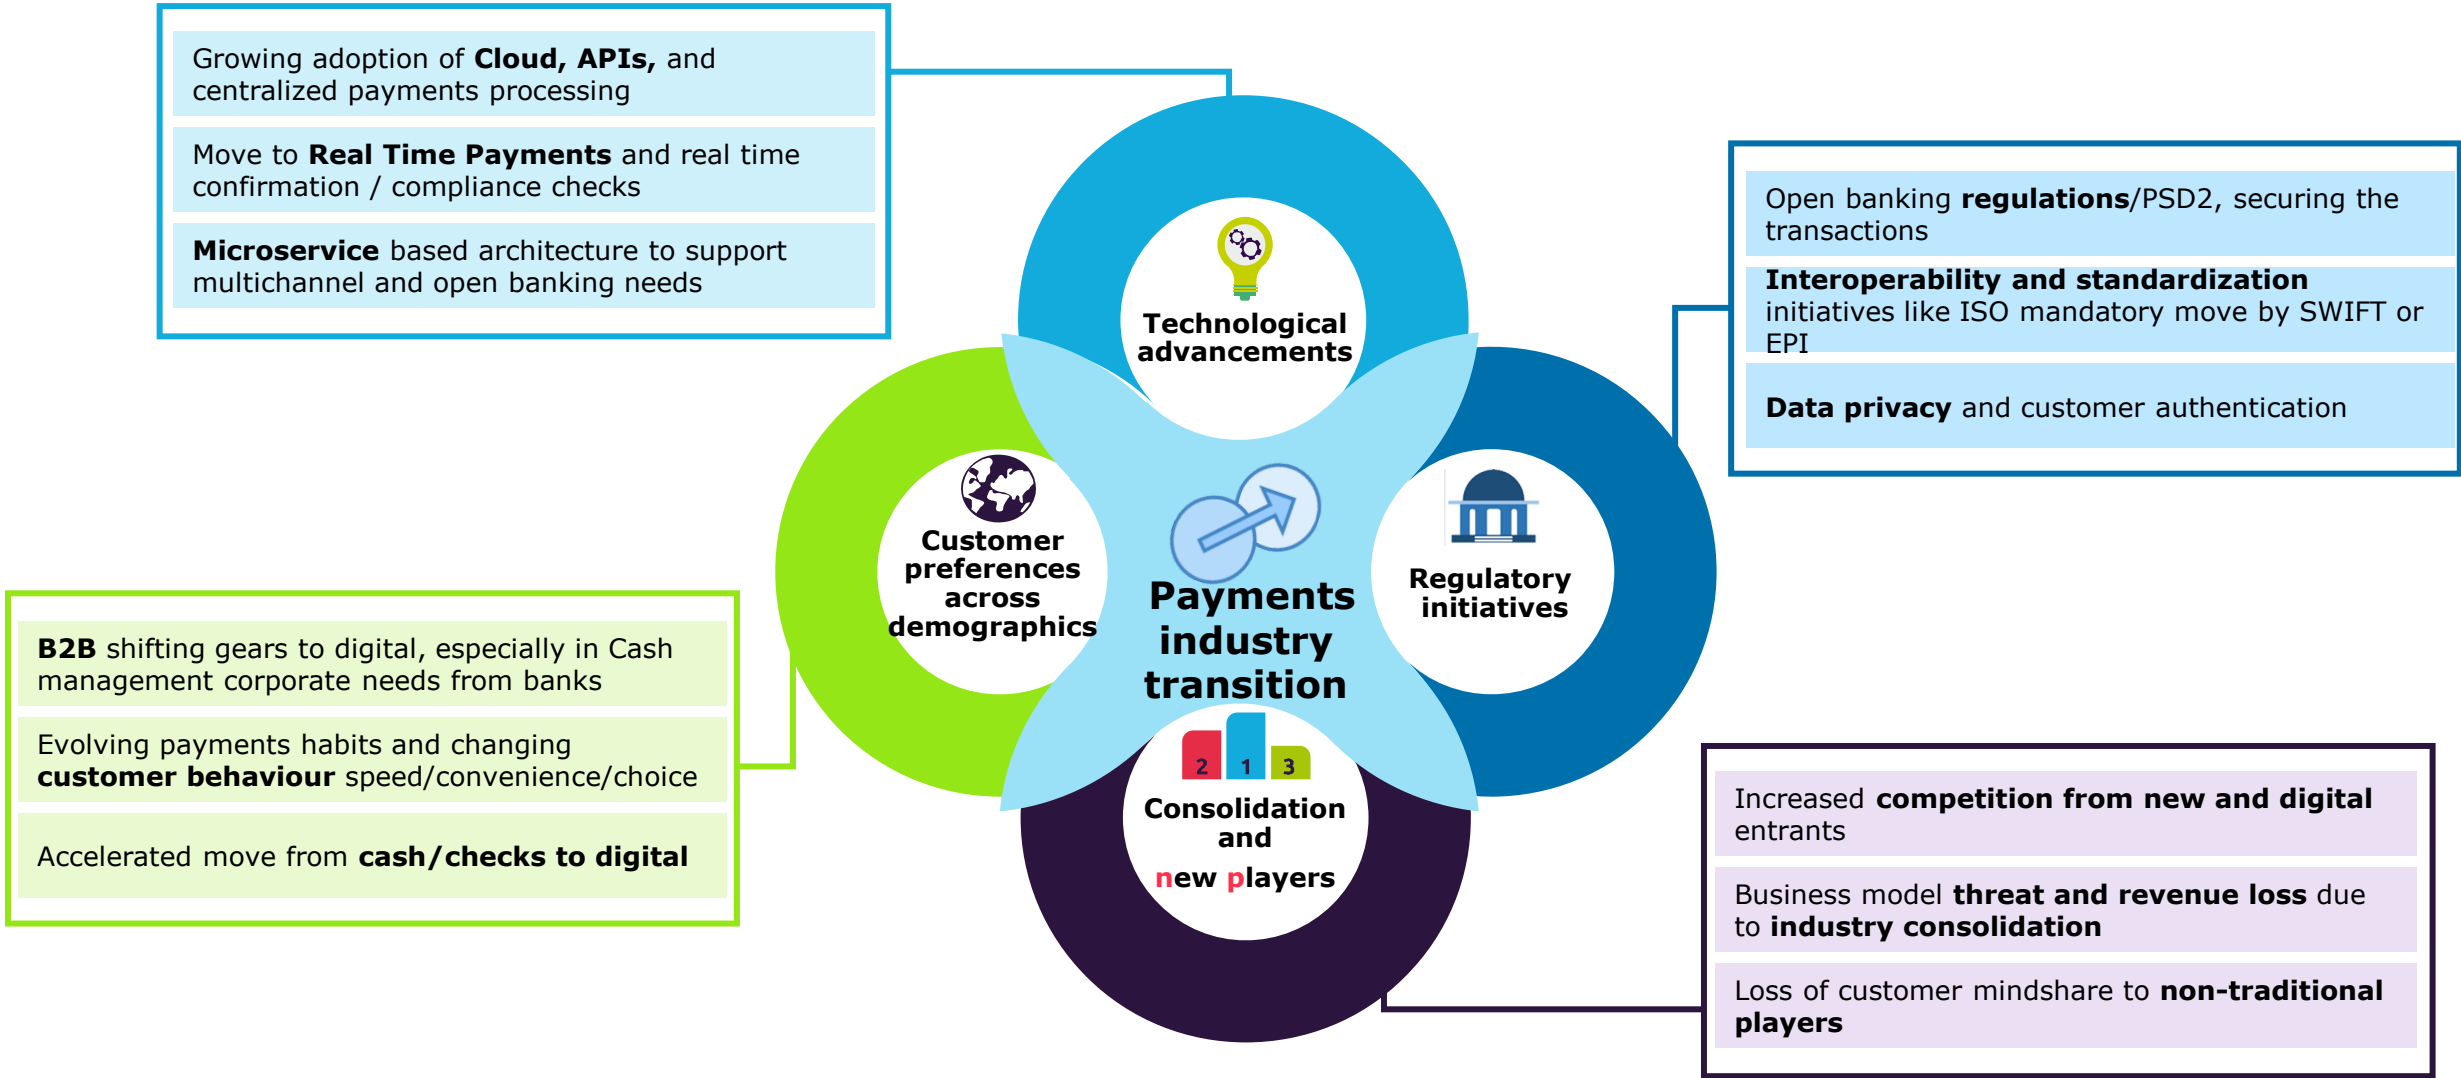 Growing adoption of Cloud, APIs, and
centralized payments processing
Move to Real Time Payments and real time
confirmation / compliance checks
Microservice based architecture to support
multichannel and open banking needs
Technological
advancements
Open banking regulations/PSD2, securing the
transactions
Interoperability and standardization
initiatives like ISO mandatory move by SWIFT or
EPI
Data privacy and customer authentication
Customer
preferences
across
demographics
Payments
industry
transition
Regulatory
initiatives
B2B shifting gears to digital, especially in Cash
management corporate needs from banks
Evolving payments habits and changing
customer behaviour speed/convenience/choice
Accelerated move from cash/checks to digital
2 1 3
Consolidation
and
new players
Increased competition from new and digital
entrants
Business model threat and revenue loss due
to industry consolidation
Loss of customer mindshare to non-traditional
players